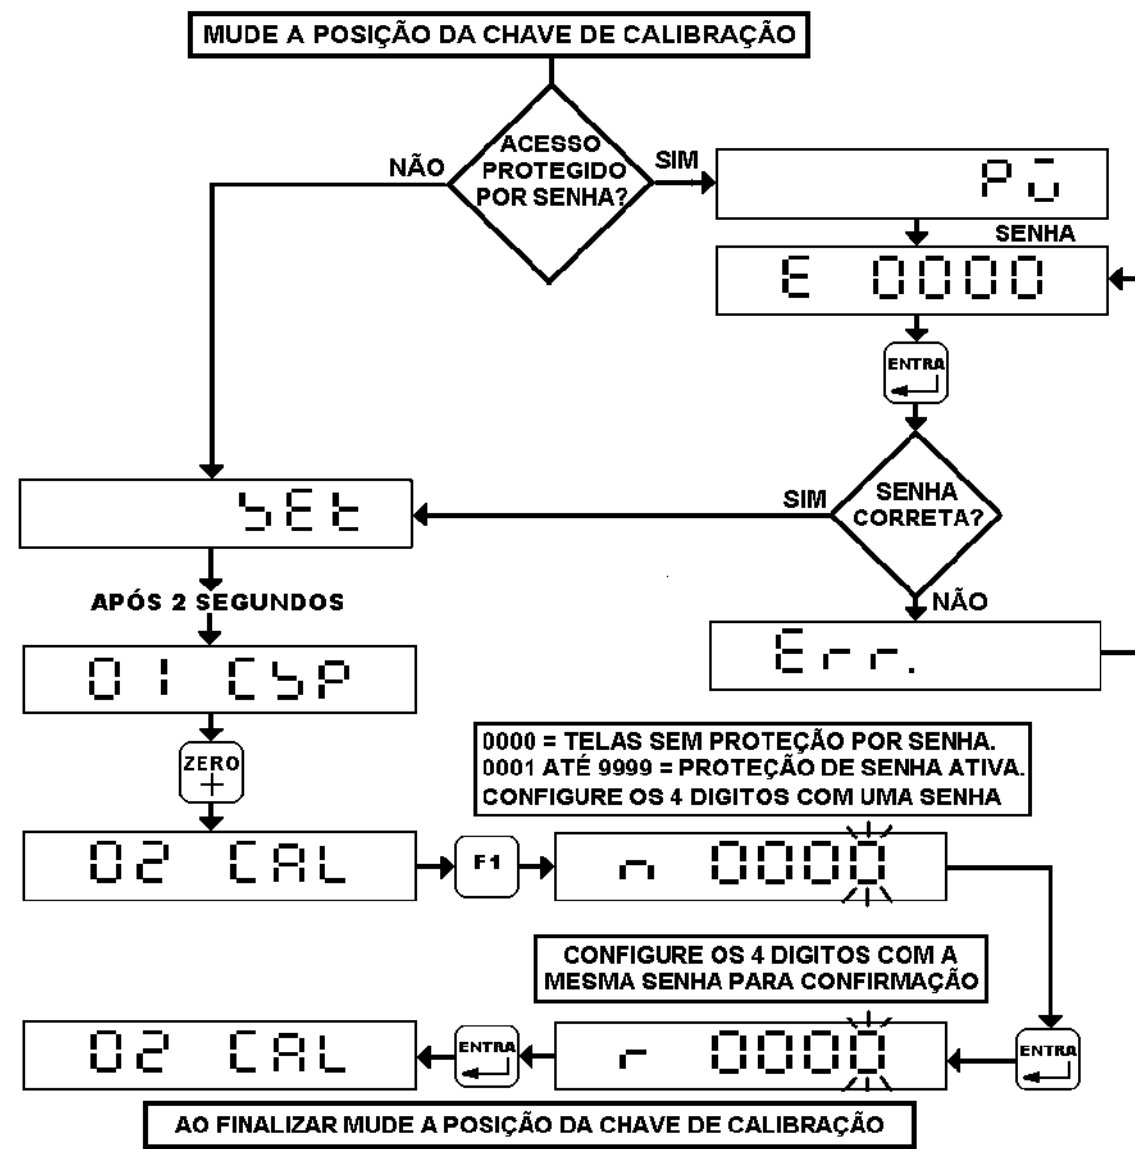 MUDE A POSIÇÃO DA CHAVE DE CALIBRAÇÃO
ACESSO
PROTEGIDO
POR SENHA?
NÃO
SIM
PW
SENHA
E 0000
ENTRA
SENHA
CORRETA?
SIM
NÃO
Err.
SEt
APÓS 2 SEGUNDOS
01 CSP
ZERO
+
0000 = TELAS SEM PROTEÇÃO POR SENHA.
0001 ATÉ 9999 = PROTEÇÃO DE SENHA ATIVA.
CONFIGURE OS 4 DIGITOS COM UMA SENHA
02 CAL
F1
n 0000
CONFIGURE OS 4 DIGITOS COM A
MESMA SENHA PARA CONFIRMAÇÃO
ENTRA
r 0000
ENTRA
02 CAL
AO FINALIZAR MUDE A POSIÇÃO DA CHAVE DE CALIBRAÇÃO